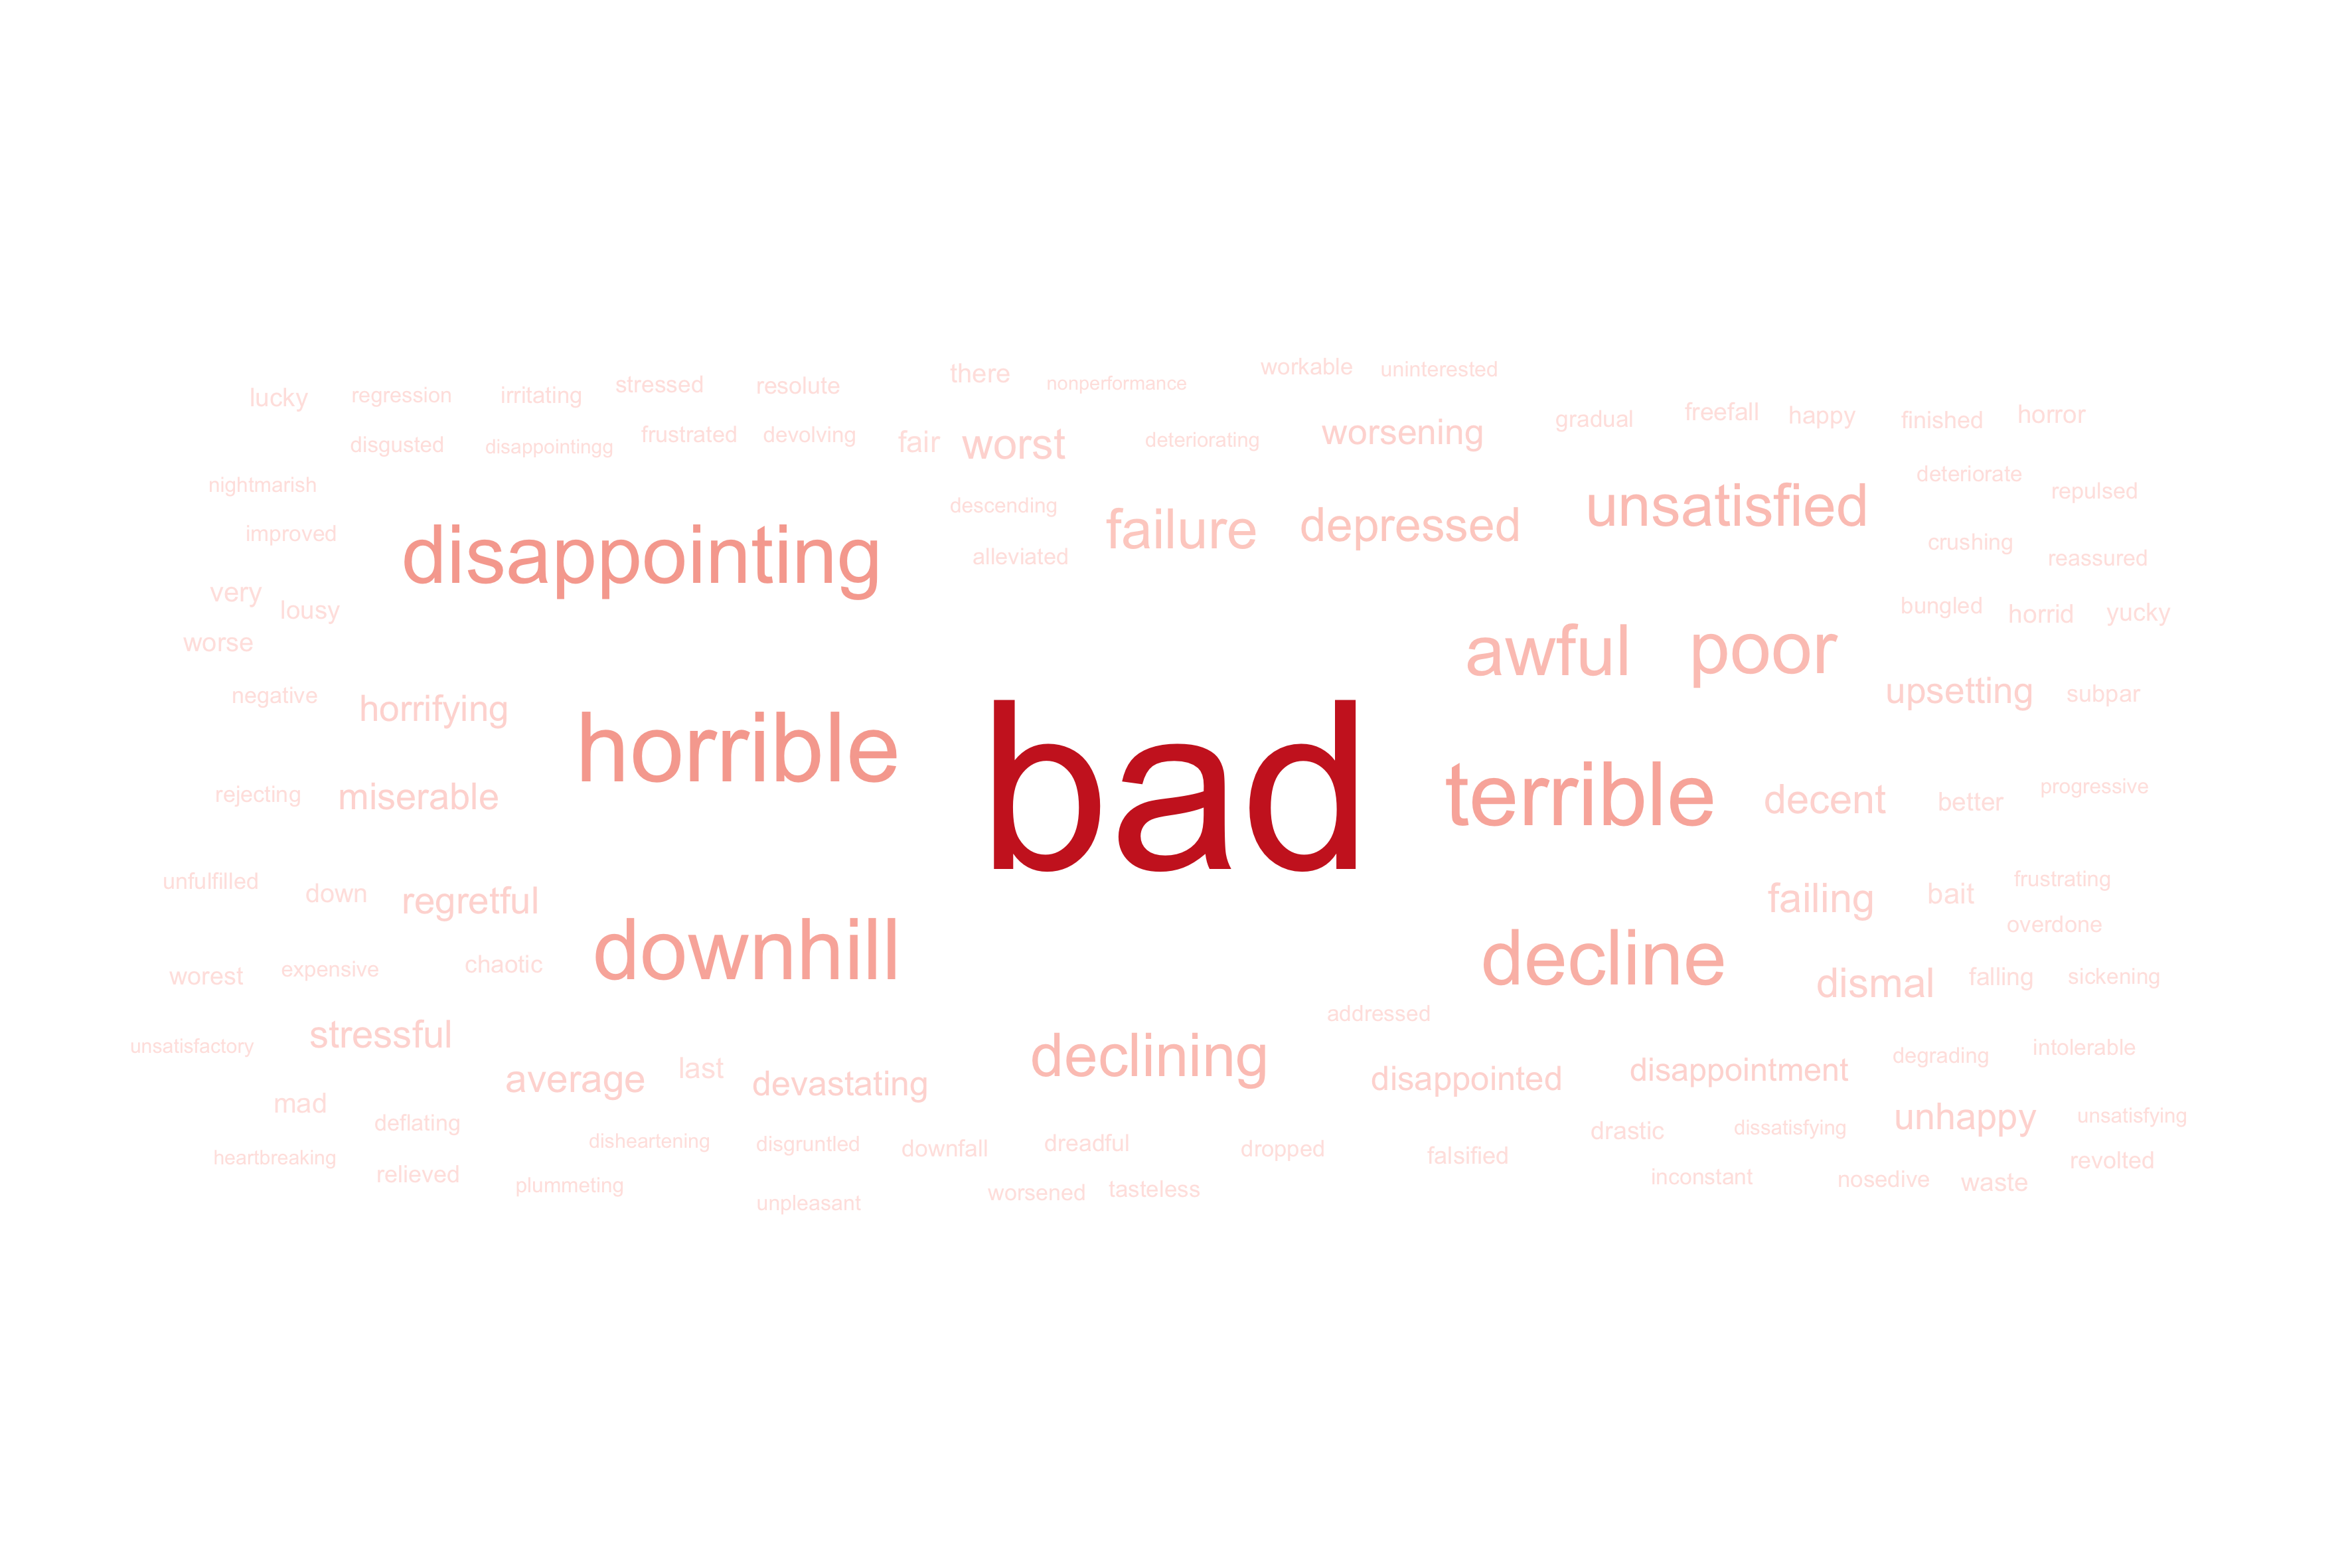 there
workable
uninterested
lucky
regression
irritating
stressed
resolute
nonperformance
gradual
freefall
happy
finished
horror
disgusted
disappointingg
frustrated
devolving
fair
worst
deteriorating
worsening
nightmarish
descending
failure
depressed
unsatisfied
deteriorate
repulsed
improved
disappointing
alleviated
crushing
reassured
very
lousy
worse
awful
poor
bungled
horrid
yucky
negative
horrifying
horrible
bad
upsetting
subpar
rejecting
miserable
terrible
decent
better
progressive
unfulfilled
down
regretful
failing
bait
frustrating
overdone
worest
expensive
chaotic
downhill
decline
dismal
falling
sickening
unsatisfactory
stressful
addressed
average
last
devastating
declining
disappointed
disappointment
degrading
intolerable
mad
deflating
disheartening
disgruntled
downfall
dreadful
dropped
falsified
drastic
dissatisfying
unhappy
unsatisfying
heartbreaking
relieved
plummeting
unpleasant
worsened
tasteless
inconstant
nosedive
waste
revolted